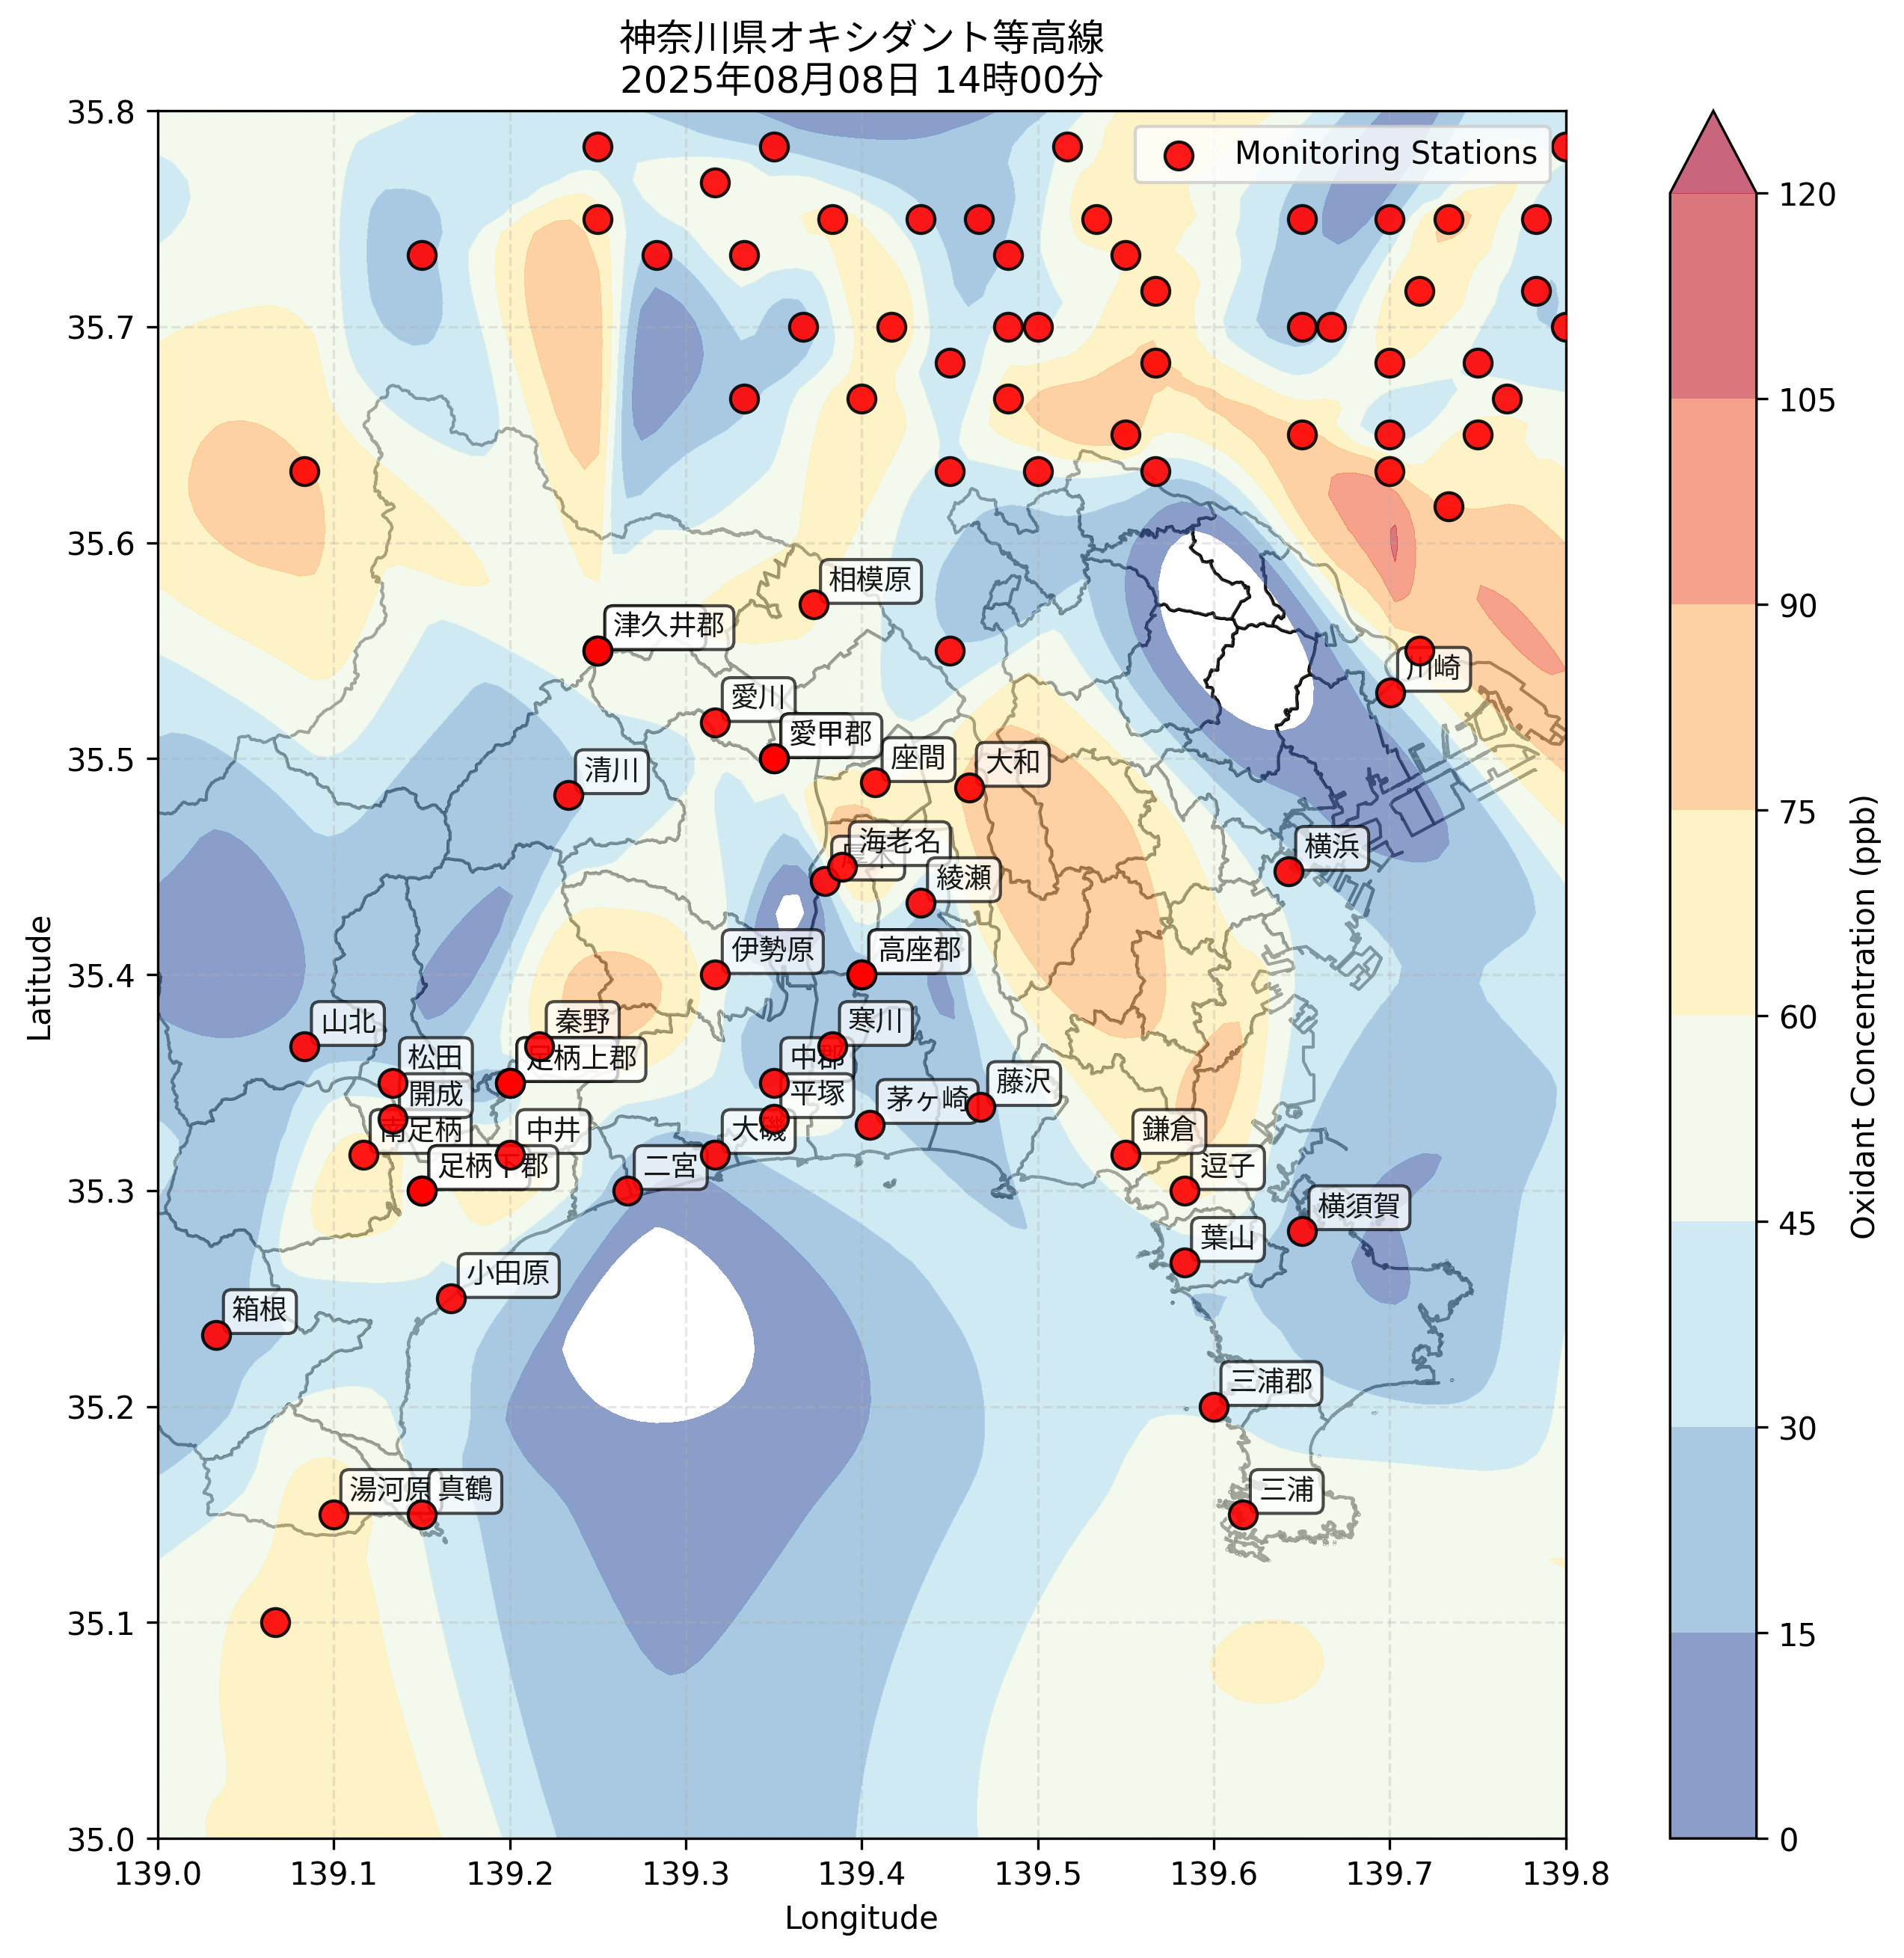 神奈川県オキシダント等高線
2025年08月08日 14時00分
Monitoring Stations
35.8
35.7
35.6
35.5
35.4
35.3
35.2
35.1
35.0
Latitude
相模原
津久井郡
川崎
愛川
愛甲郡
座間
大和
清川
海老名
横浜
綾瀬
伊勢原
高座郡
山北
秦野
寒川
松田
足柄上郡
中郡
開成
平塚
茅ヶ崎
藤沢
南足柄
中井
大磯
鎌倉
足柄下郡
二宮
逗子
横須賀
葉山
小田原
箱根
三浦郡
湯河原
真鶴
三浦
139.0 139.1 139.2 139.3 139.4 139.5 139.6 139.7 139.8
Longitude
120
105
90
75
60
45
30
15
0
Oxidant Concentration (ppb)